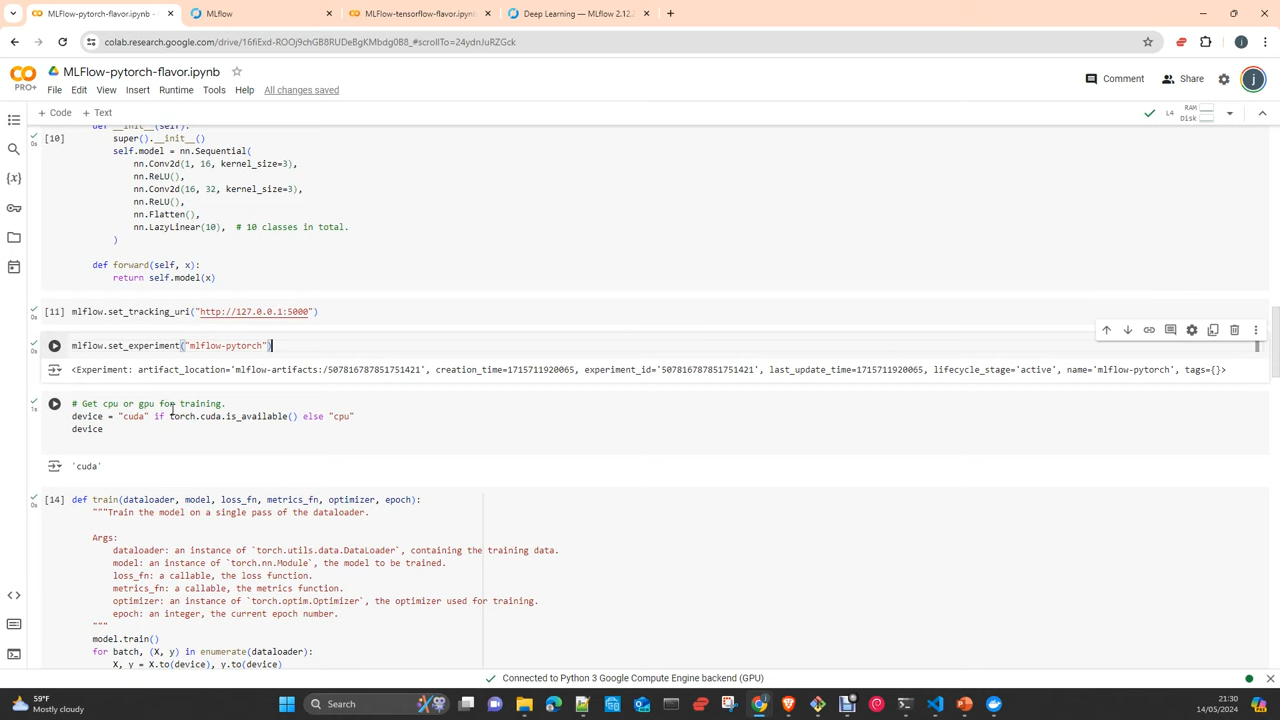 MLFlow-pytorch-flavor.ipynb -
MLflow
MLFlow-tensorflow-flavor.ipynb
Deep Learning — MLflow 2.12.
colab.research.google.com/drive/16fiExd-ROOj9chGB8RUDeBgKMbdg0B8_#scrollTo=24ydnJuRZGck
PRO+
MLFlow-pytorch-flavor.ipynb
File Edit View Insert Runtime Tools Help All changes saved
Comment
Share
j
+ Code + Text
L4
RAM
Disk
[10]
0s
def __init__(self):
super().__init__()
self.model = nn.Sequential(
nn.Conv2d(1, 16, kernel_size=3),
nn.ReLU(),
nn.Conv2d(16, 32, kernel_size=3),
nn.ReLU(),
nn.Flatten(),
nn.LazyLinear(10),  # 10 classes in total.
)
def forward(self, x):
return self.model(x)
[11] mlflow.set_tracking_uri("http://127.0.0.1:5000")
0s
mlflow.set_experiment("mlflow-pytorch")
0s
<Experiment: artifact_location='mlflow-artifacts:/507816787851751421', creation_time=1715711920065, experiment_id='507816787851751421', last_update_time=1715711920065, lifecycle_stage='active', name='mlflow-pytorch', tags={}>
# Get cpu or gpu for training.
1s
device = "cuda" if torch.cuda.is_available() else "cpu"
device
'cuda'
[14] def train(dataloader, model, loss_fn, metrics_fn, optimizer, epoch):
0s
"""Train the model on a single pass of the dataloader.
Args:
dataloader: an instance of `torch.utils.data.DataLoader`, containing the training data.
model: an instance of `torch.nn.Module`, the model to be trained.
loss_fn: a callable, the loss function.
metrics_fn: a callable, the metrics function.
optimizer: an instance of `torch.optim.Optimizer`, the optimizer used for training.
epoch: an integer, the current epoch number.
"""
model.train()
for batch, (X, y) in enumerate(dataloader):
X, y = X.to(device), y.to(device)
Connected to Python 3 Google Compute Engine backend (GPU)
59°F
Mostly cloudy
Search
21:30
14/05/2024